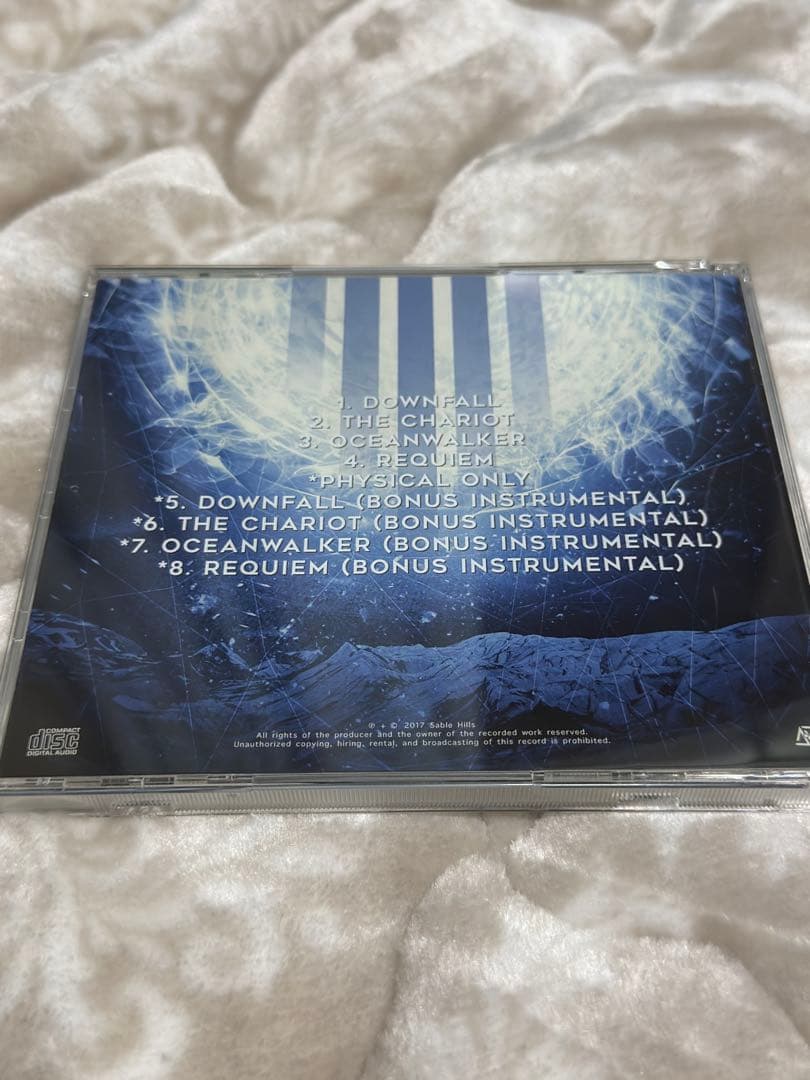 1. DOWNFALL
2. THE CHARIOT
3. OCEANWALKER
4. REQUIEM
*PHYSICAL ONLY
*5. DOWNFALL (BONUS INSTRUMENTAL)
*6. THE CHARIOT (BONUS INSTRUMENTAL)
*7. OCEANWALKER (BONUS INSTRUMENTAL)
*8. REQUIEM (BONUS INSTRUMENTAL)
℗ + © 2017 Sable Hills
All rights of the producer and the owner of the recorded work reserved.
Unauthorized copying, hiring, rental, and broadcasting of this record is prohibited.
COMPACT
disc
DIGITAL AUDIO